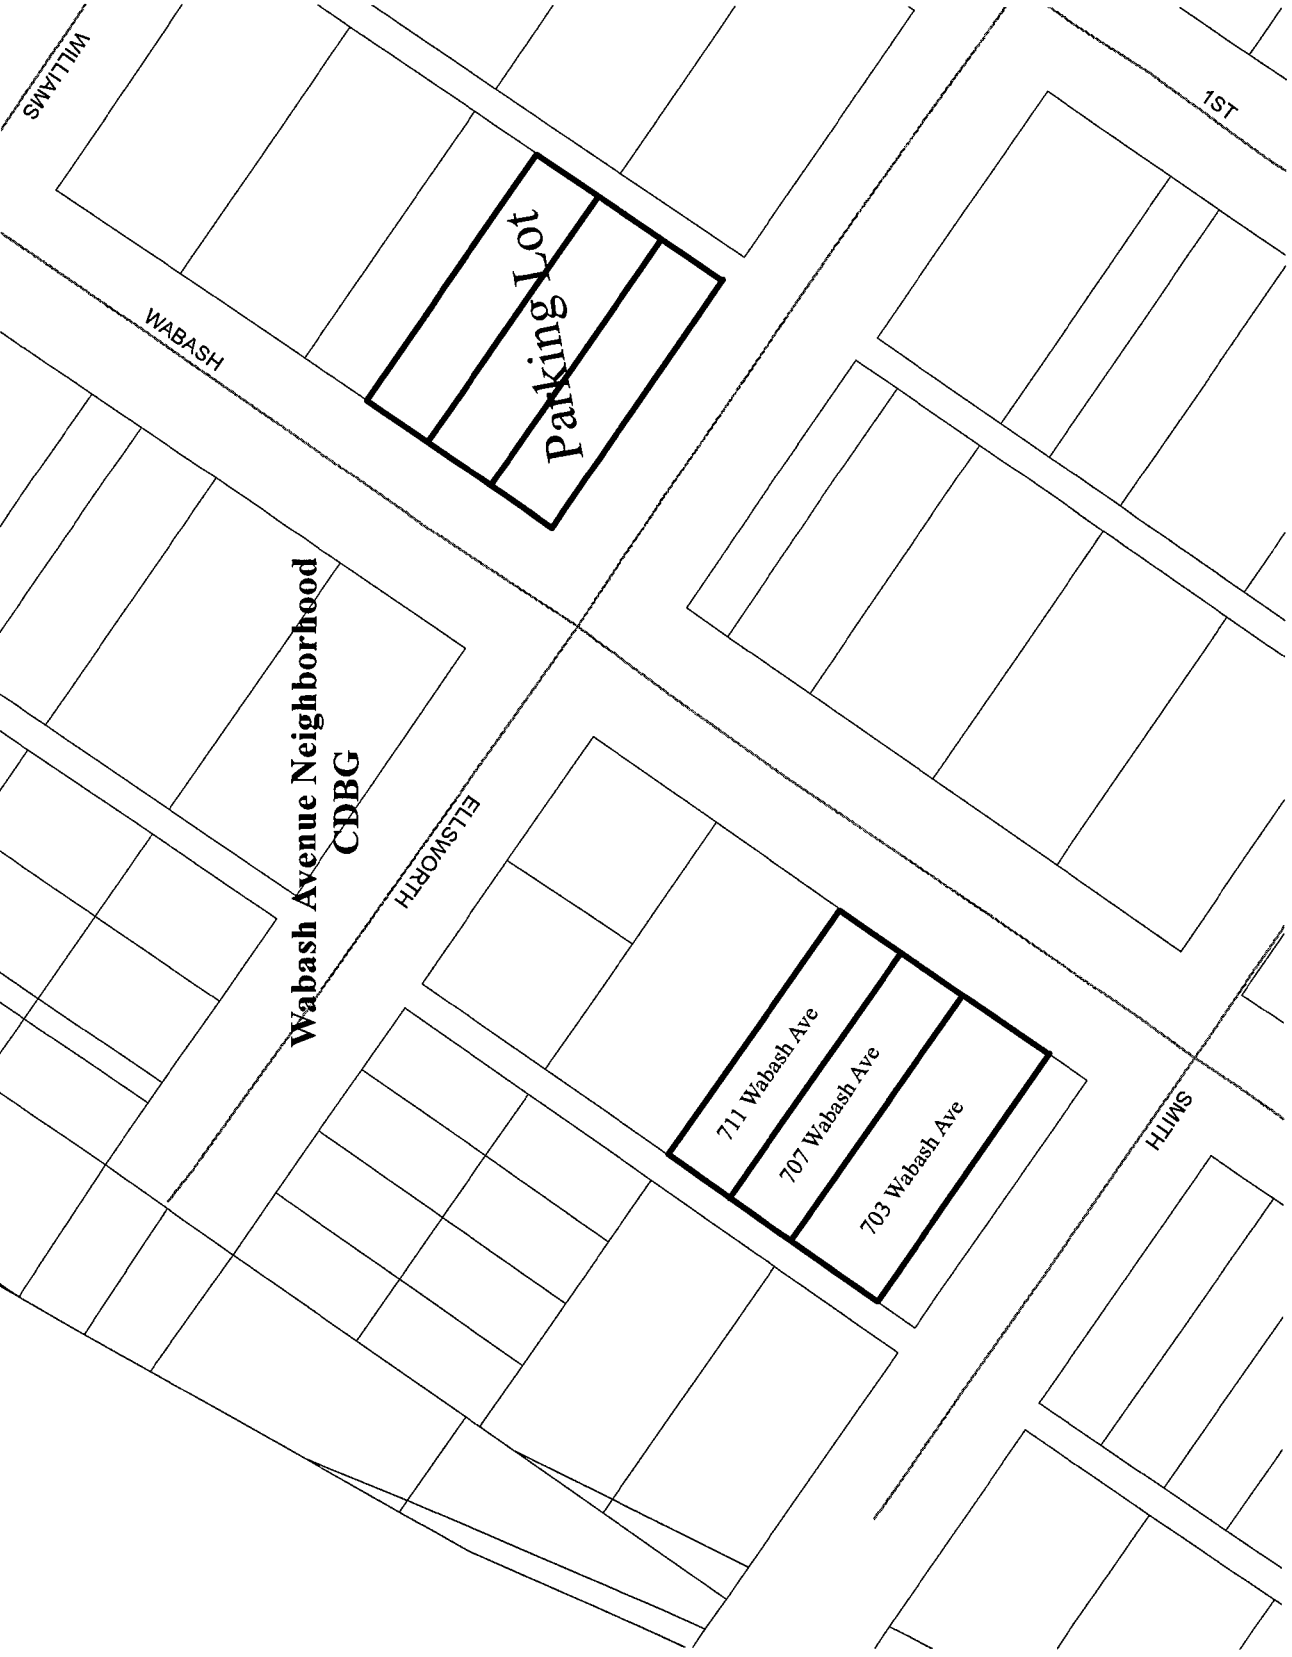 WILLIAMS
1ST
WABASH
Parking Lot
Wabash Avenue Neighborhood
CDBG
ELLSWORTH
711 Wabash Ave
707 Wabash Ave
703 Wabash Ave
SMITH